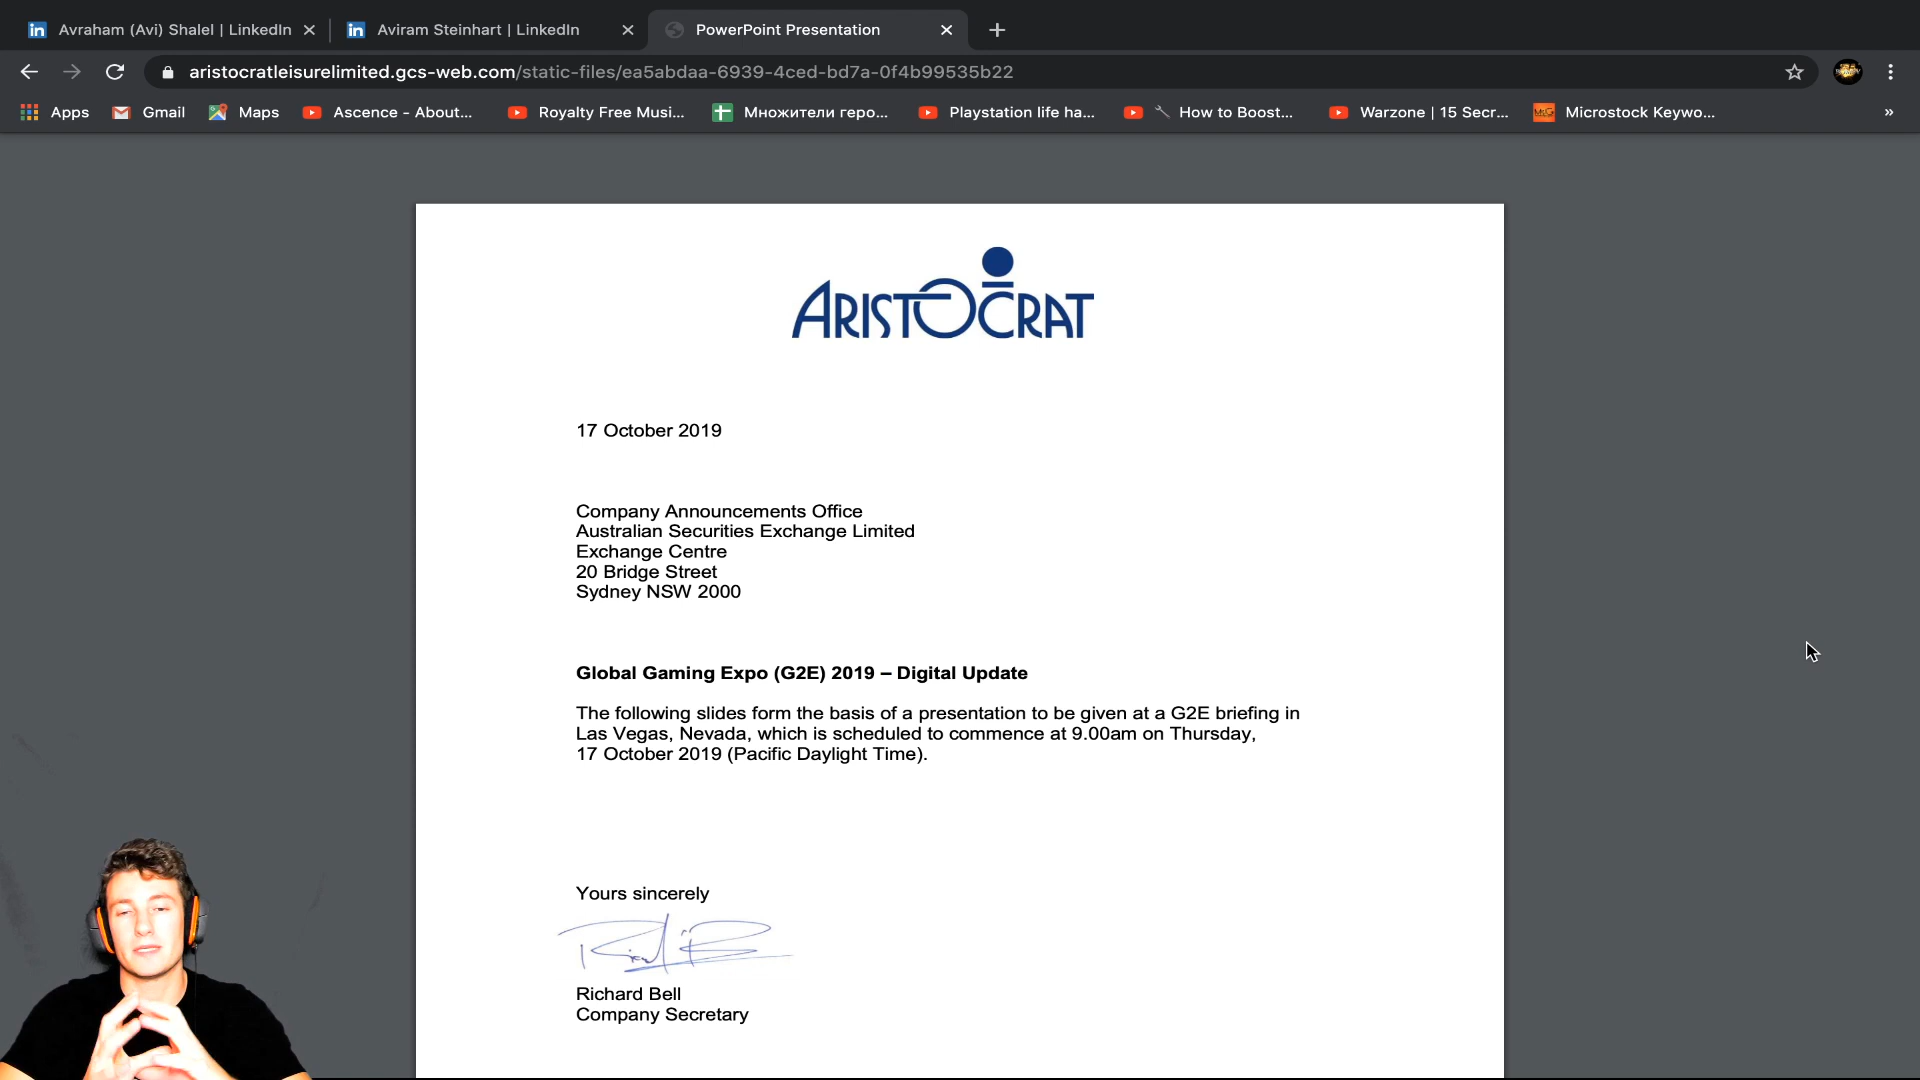 Avraham (Avi) Shalel | LinkedIn
Aviram Steinhart | LinkedIn
PowerPoint Presentation
aristocratleisurelimited.gcs-web.com/static-files/ea5abdaa-6939-4ced-bd7a-0f4b99535b22
Apps
Gmail
Maps
Ascence - About...
Royalty Free Musi...
Множители геро...
Playstation life ha...
How to Boost...
Warzone | 15 Secr...
Microstock Keywo...
ARISTOCRAT
17 October 2019
Company Announcements Office
Australian Securities Exchange Limited
Exchange Centre
20 Bridge Street
Sydney NSW 2000
Global Gaming Expo (G2E) 2019 – Digital Update
The following slides form the basis of a presentation to be given at a G2E briefing in
Las Vegas, Nevada, which is scheduled to commence at 9.00am on Thursday,
17 October 2019 (Pacific Daylight Time).
Yours sincerely
Richard Bell
Company Secretary